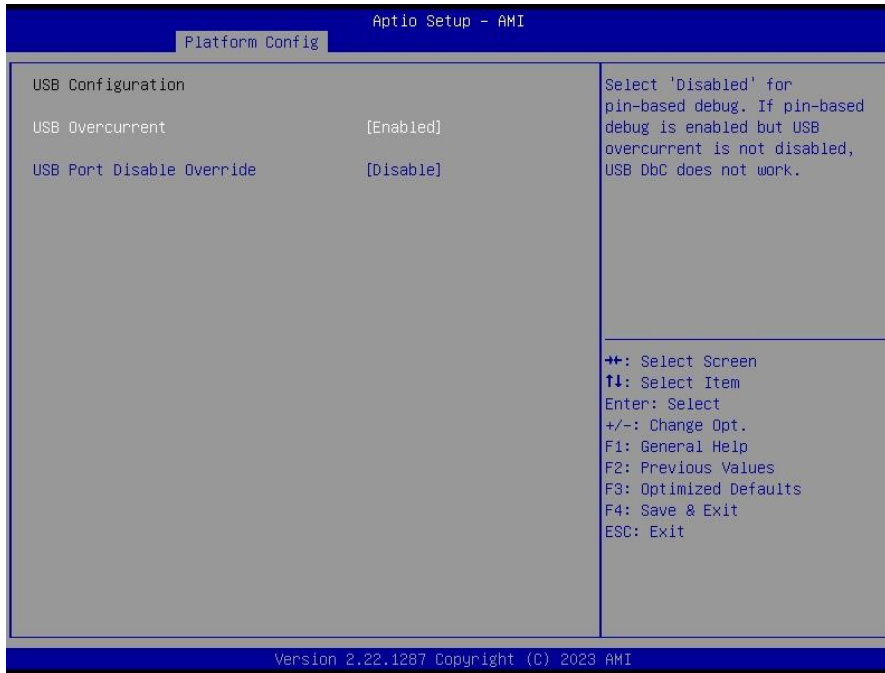 Aptio Setup – AMI
Platform Config
USB Configuration
USB Overcurrent [Enabled]
USB Port Disable Override [Disable]
Select 'Disabled' for
pin-based debug. If pin-based
debug is enabled but USB
overcurrent is not disabled,
USB DbC does not work.
→←: Select Screen
↑↓: Select Item
Enter: Select
+/-: Change Opt.
F1: General Help
F2: Previous Values
F3: Optimized Defaults
F4: Save & Exit
ESC: Exit
Version 2.22.1287 Copyright (C) 2023 AMI